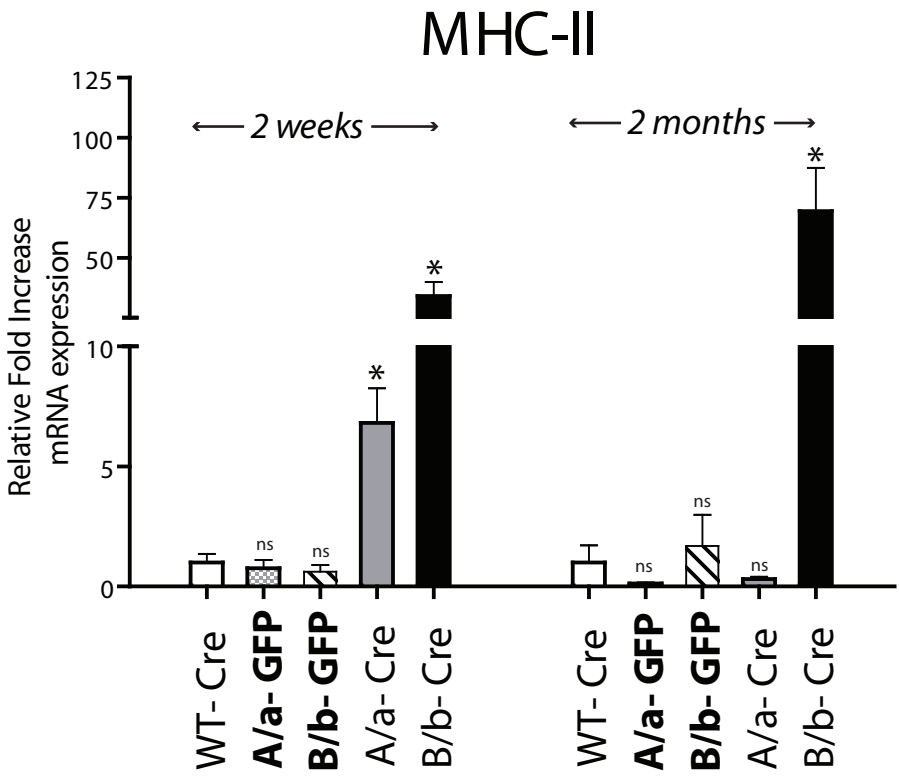 MHC-II
Relative Fold Increase
mRNA expression
125
100
75
50
10
5
0
2 weeks
2 months
*
*
*
ns
ns
ns
ns
ns
WT- Cre
A/a- GFP
B/b- GFP
A/a- Cre
B/b- Cre
WT- Cre
A/a- GFP
B/b- GFP
A/a- Cre
B/b- Cre